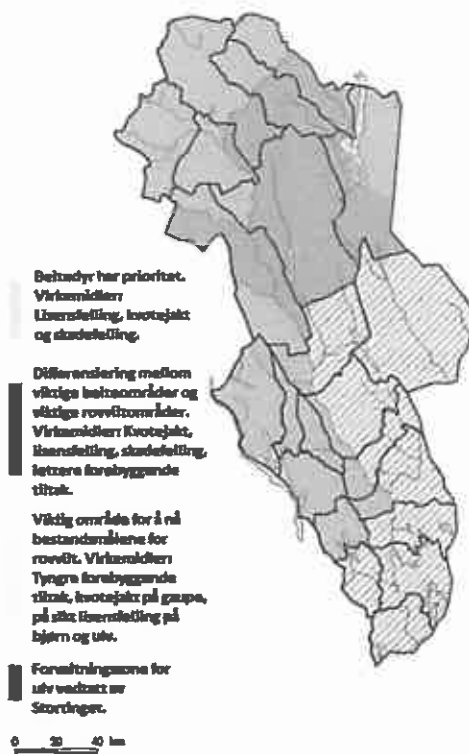 Beitedyr har prioritet.
Virkemidler:
Lisensfelling, kvotejakt
og skadefelling.
Differensiering mellom
viktige beiteområder og
viktige rovviltområder.
Virkemidler: Kvotejakt,
lisensfelling, skadefelling,
lettere forebyggende
tiltak.
Viktig område for å nå
bestandsmålene for
rovvilt. Virkemidler:
Tyngre forebyggende
tiltak, kvotejakt på gaupe,
på sikt lisensfelling på
bjørn og ulv.
Forvaltningssone for
ulv vedtatt av
Stortinget.
0 20 40 km